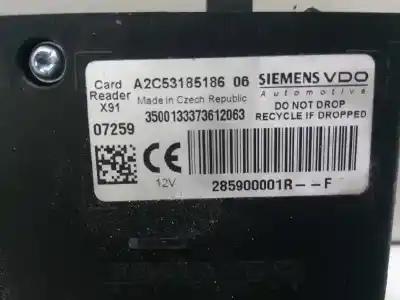 Card Reader X91
A2C53185186 06
SIEMENS VDO
Automotive
Made in Czech Republic
DO NOT DROP
RECYCLE IF DROPPED
3500133373612063
07259
CE
12V
285900001R--F